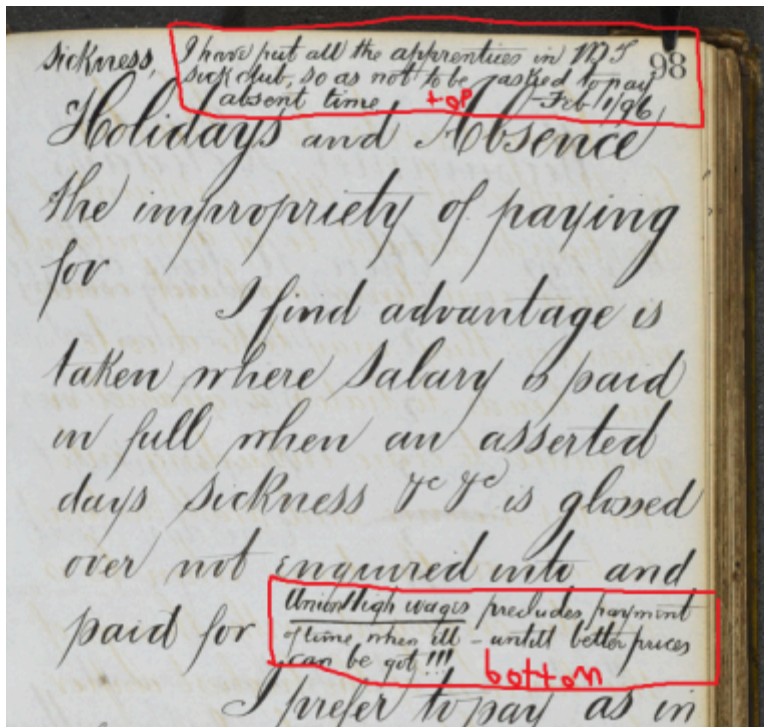 sickness, I have put all the apprentices in M S
sick club, so as not to be asked to pay
absent time Feb 1/96
98
top
Holidays and Absence
the impropriety of paying
for
I find advantage is
taken where Salary is paid
in full when an asserted
days sickness &c &c is glossed
over not enquired into and
paid for
Union High wages precludes payment
of time when ill - untill better prices
can be got!!!
botton
I prefer to pay as in